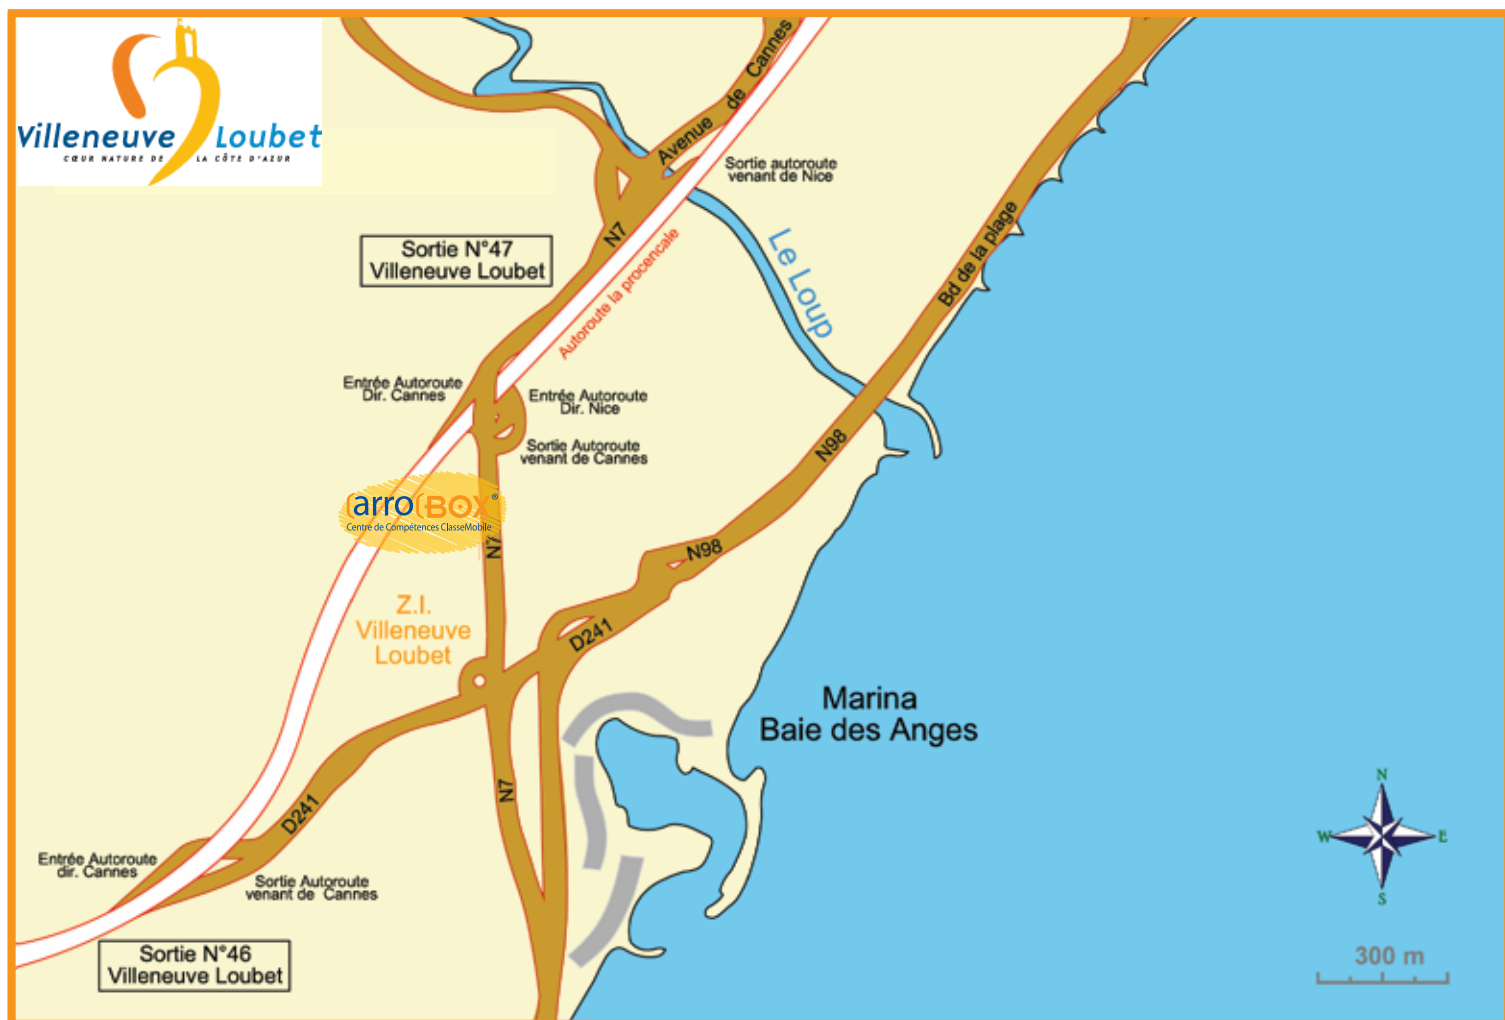 Villeneuve Loubet
CŒUR NATURE DE LA CÔTE D'AZUR
Avenue de Cannes
Sortie autoroute
venant de Nice
N7
Sortie N°47
Villeneuve Loubet
Autoroute la procencale
Le Loup
Bd de la plage
Entrée Autoroute
Dir. Cannes
Entrée Autoroute
Dir. Nice
Sortie Autoroute
venant de Cannes
N98
(arro(BOX®
Centre de Compétences ClasseMobile
N7
N98
Z.I.
Villeneuve
Loubet
D241
Marina
Baie des Anges
N7
D241
N
W
E
S
Entrée Autoroute
dir. Cannes
Sortie Autoroute
venant de Cannes
Sortie N°46
Villeneuve Loubet
300 m